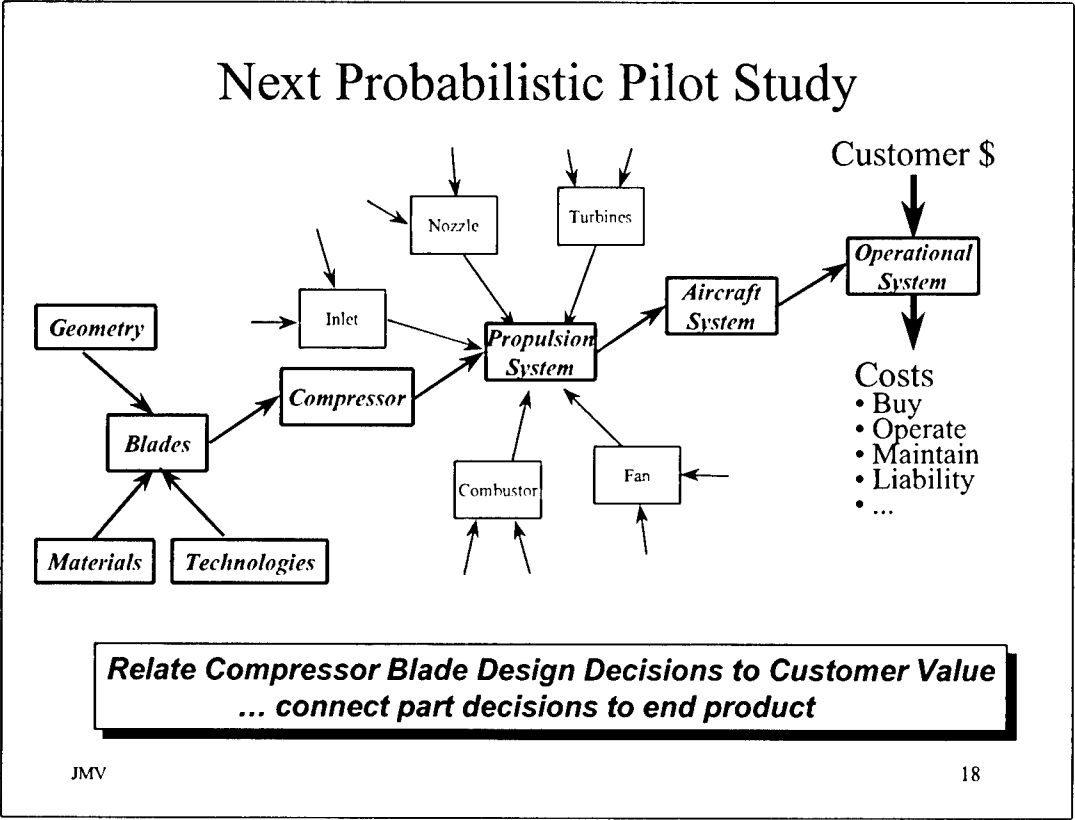 Next Probabilistic Pilot Study
Customer $
Nozzle
Turbines
Operational
System
Aircraft
System
Inlet
Geometry
Propulsion
System
Compressor
Costs
• Buy
• Operate
• Maintain
• Liability
• ...
Blades
Combustor
Fan
Materials
Technologies
Relate Compressor Blade Design Decisions to Customer Value
... connect part decisions to end product
JMV
18